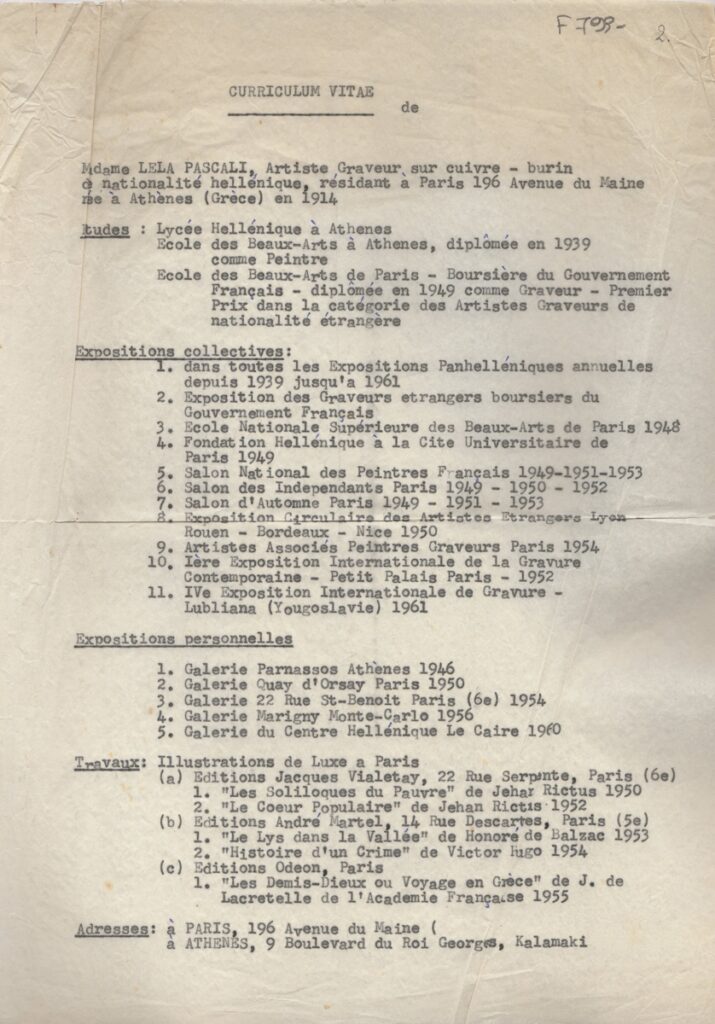 F 799- 2.
CURRICULUM VITAE
de
Mdame LELA PASCALI, Artiste Graveur sur cuivre - burin
de nationalité hellénique, résidant à Paris 196 Avenue du Maine
née à Athènes (Grèce) en 1914
Etudes : Lycée Hellénique à Athenes
Ecole des Beaux-Arts à Athenes, diplômée en 1939
comme Peintre
Ecole des Beaux-Arts de Paris - Boursière du Gouvernement
Français - diplômée en 1949 comme Graveur - Premier
Prix dans la catégorie des Artistes Graveurs de
nationalité étrangère
Expositions collectives:
1. dans toutes les Expositions Panhelléniques annuelles
depuis 1939 jusqu'a 1961
2. Exposition des Graveurs etrangers boursiers du
Gouvernement Français
3. Ecole Nationale Supérieure des Beaux-Arts de Paris 1948
4. Fondation Hellénique à la Cite Universitaire de
Paris 1949
5. Salon National des Peintres Français 1949-1951-1953
6. Salon des Independants Paris 1949 - 1950 - 1952
7. Salon d'Automne Paris 1949 - 1951 - 1953
8. Exposition Circulaire des Artistes Etrangers Lyon
Rouen - Bordeaux - Nice 1950
9. Artistes Associés Peintres Graveurs Paris 1954
10. Ière Exposition Internationale de la Gravure
Contemporaine - Petit Palais Paris - 1952
11. IVe Exposition Internationale de Gravure -
Lubliana (Yougoslavie) 1961
Expositions personnelles
1. Galerie Parnassos Athènes 1946
2. Galerie Quay d'Orsay Paris 1950
3. Galerie 22 Rue St-Benoit Paris (6e) 1954
4. Galerie Marigny Monte-Carlo 1956
5. Galerie du Centre Hellénique Le Caire 1960
Travaux: Illustrations de Luxe a Paris
(a) Editions Jacques Vialetay, 22 Rue Serpente, Paris (6e)
1. "Les Soliloques du Pauvre" de Jehan Rictus 1950
2. "Le Coeur Populaire" de Jehan Rictus 1952
(b) Editions André Martel, 14 Rue Descartes, Paris (5e)
1. "Le Lys dans la Vallée" de Honoré de Balzac 1953
2. "Histoire d'un Crime" de Victor Hugo 1954
(c) Editions Odeon, Paris
1. "Les Demis-Dieux ou Voyage en Grèce" de J. de
Lacretelle de l'Academie Française 1955
Adresses: à PARIS, 196 Avenue du Maine (
à ATHENES, 9 Boulevard du Roi Georges, Kalamaki